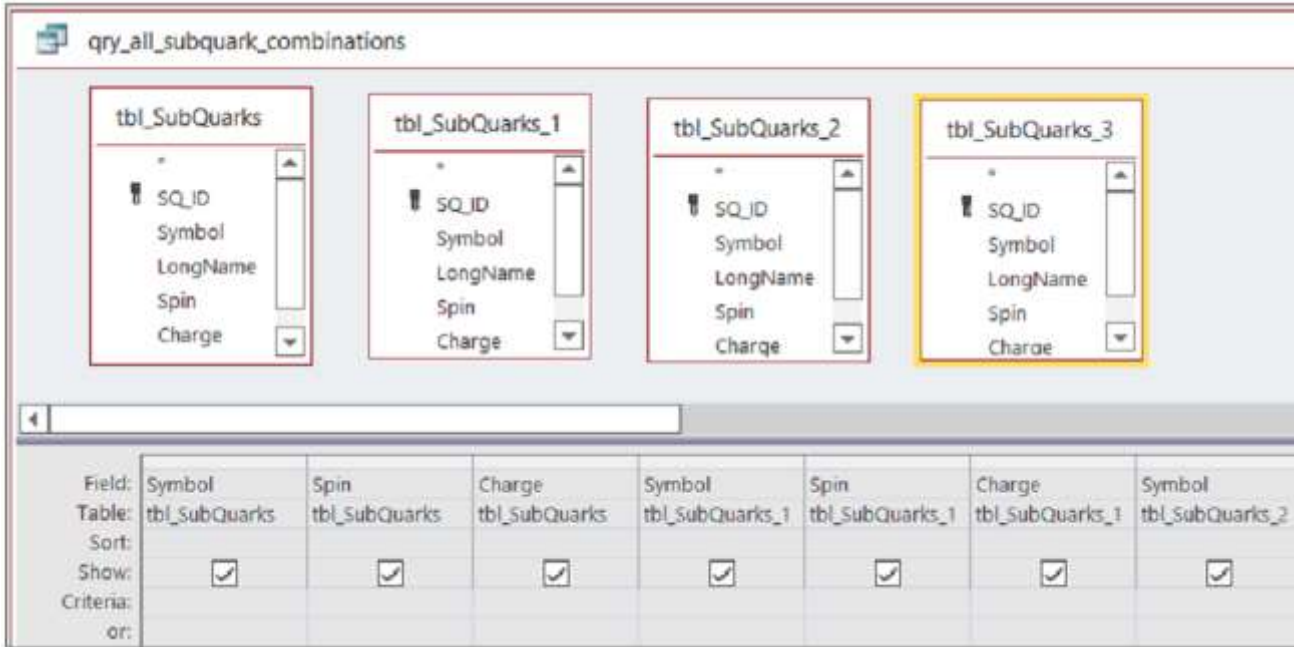 qry_all_subquark_combinations
tbl_SubQuarks
*
SQ_ID
Symbol
LongName
Spin
Charge
tbl_SubQuarks_1
*
SQ_ID
Symbol
LongName
Spin
Charge
tbl_SubQuarks_2
*
SQ_ID
Symbol
LongName
Spin
Charge
tbl_SubQuarks_3
*
SQ_ID
Symbol
LongName
Spin
Charge
Field: Symbol Spin Charge Symbol Spin Charge Symbol
Table: tbl_SubQuarks tbl_SubQuarks tbl_SubQuarks tbl_SubQuarks_1 tbl_SubQuarks_1 tbl_SubQuarks_1 tbl_SubQuarks_2
Sort:
Show:
Criteria:
or: